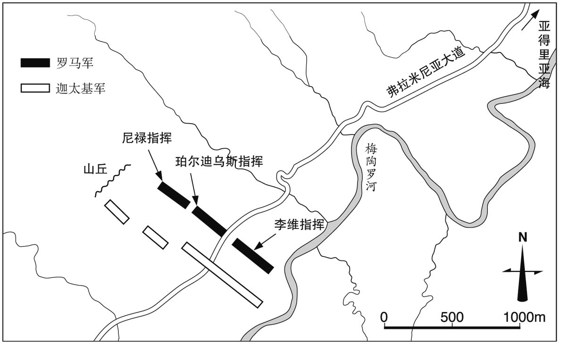 罗马军
迦太基军
弗拉米尼亚大道
亚得里亚海
尼禄指挥
珀尔迪乌斯指挥
山丘
梅陶罗河
李维指挥
N
0 500 1000m